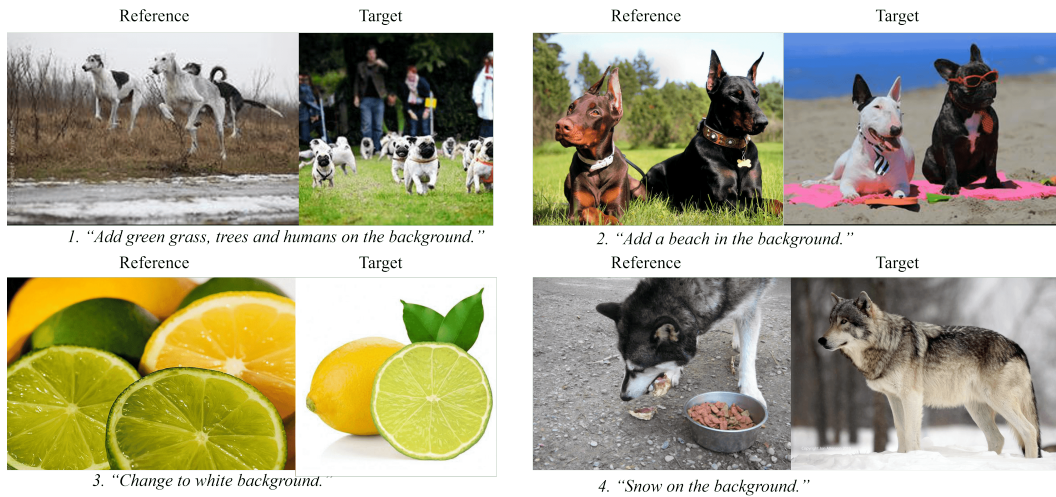 Reference Target
Reference Target
1. “Add green grass, trees and humans on the background.”
2. “Add a beach in the background.”
Reference Target
Reference Target
3. “Change to white background.”
4. “Snow on the background.”